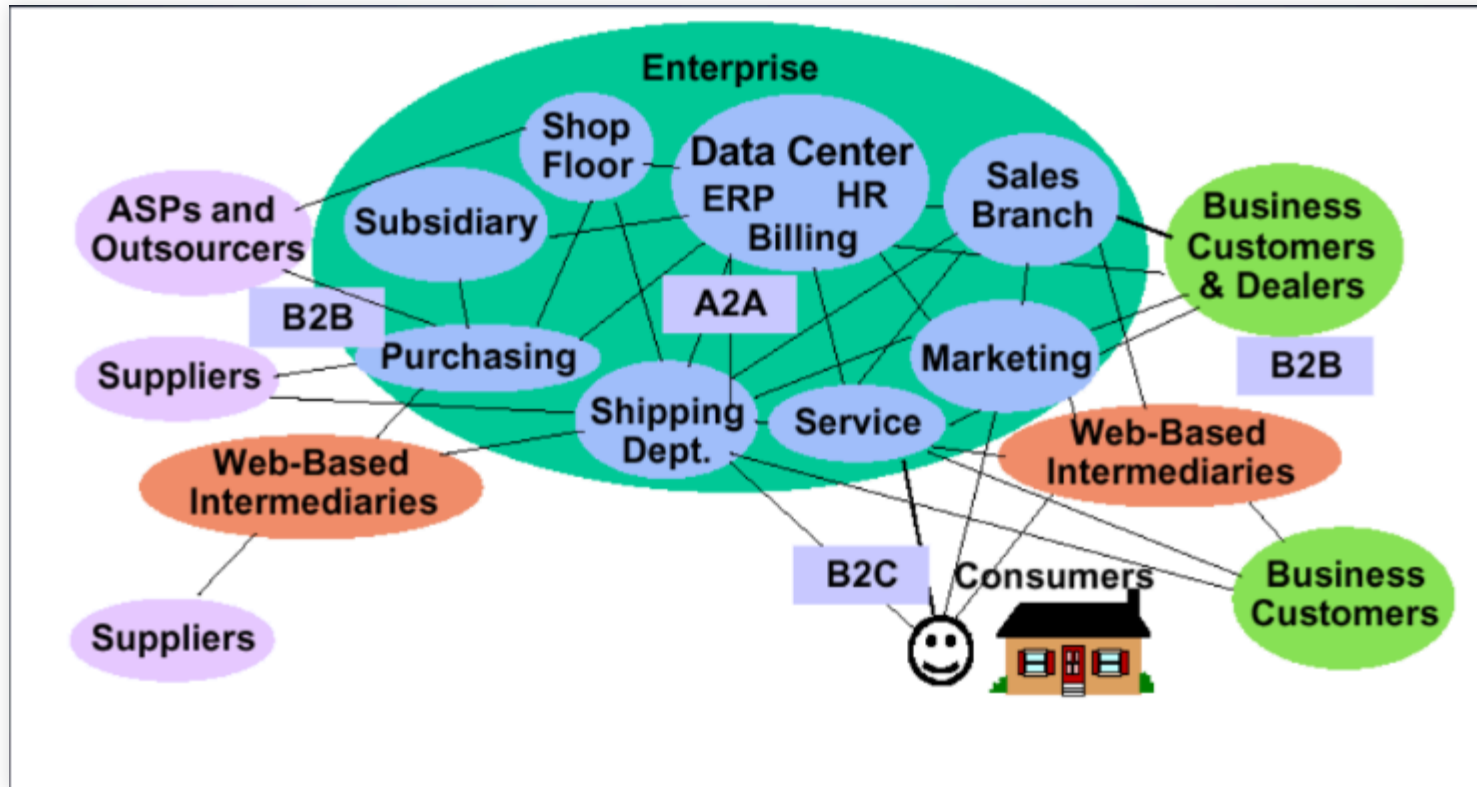 Enterprise
Shop
Floor
Data Center
ERP HR
Billing
Sales
Branch
Subsidiary
ASPs and
Outsourcers
Business
Customers
& Dealers
B2B
A2A
Purchasing
Marketing
B2B
Suppliers
Shipping
Dept.
Service
Web-Based
Intermediaries
Web-Based
Intermediaries
B2C
Consumers
Business
Customers
Suppliers